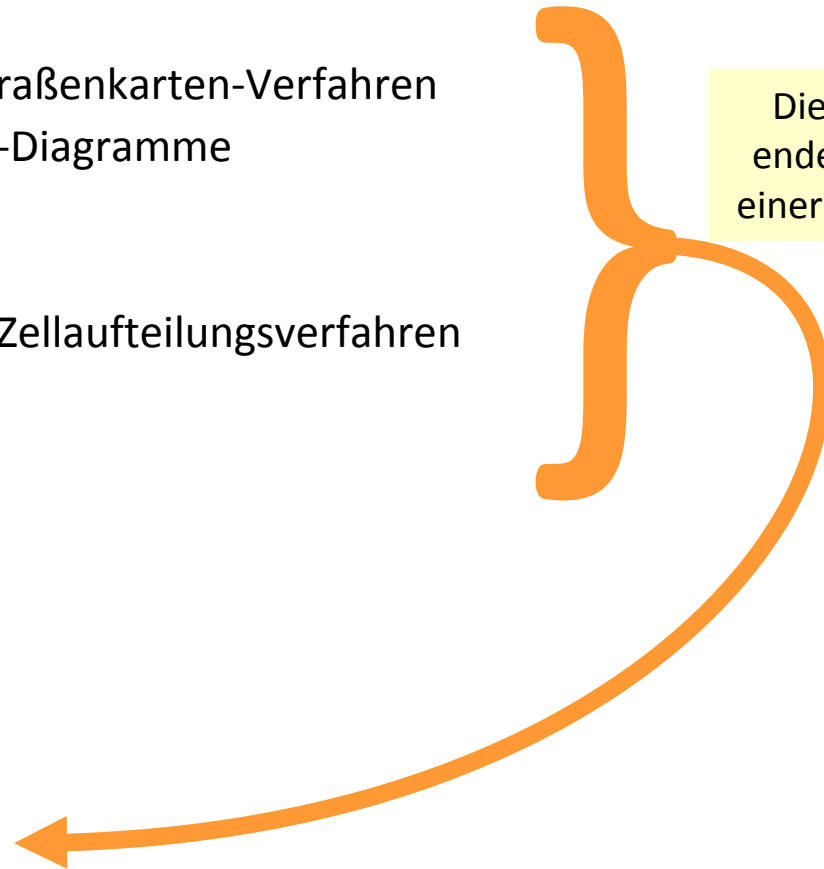 raßenkarten-Verfahren
-Diagramme
Zellaufteilungsverfahren
Die
ende
einer